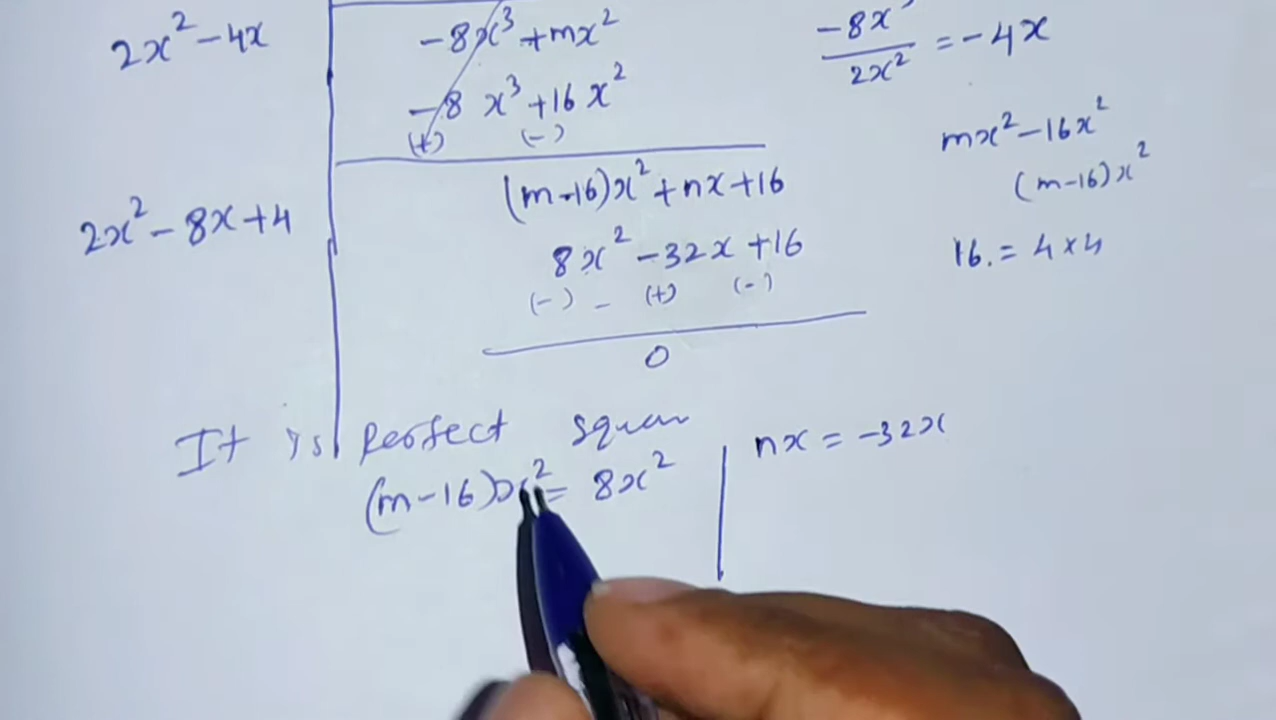 2x² - 4x
-8x³ + mx²
-8x³ + 16x²
(+) (-)
(m-16)x² + nx + 16
2x² - 8x + 4
8x² - 32x + 16
(-) - (+) (-)
0
-8x³
2x² = -4x
mx² - 16x²
(m-16)x²
16. = 4 × 4
It is perfect squar
(m-16)x² = 8x²
nx = -32x